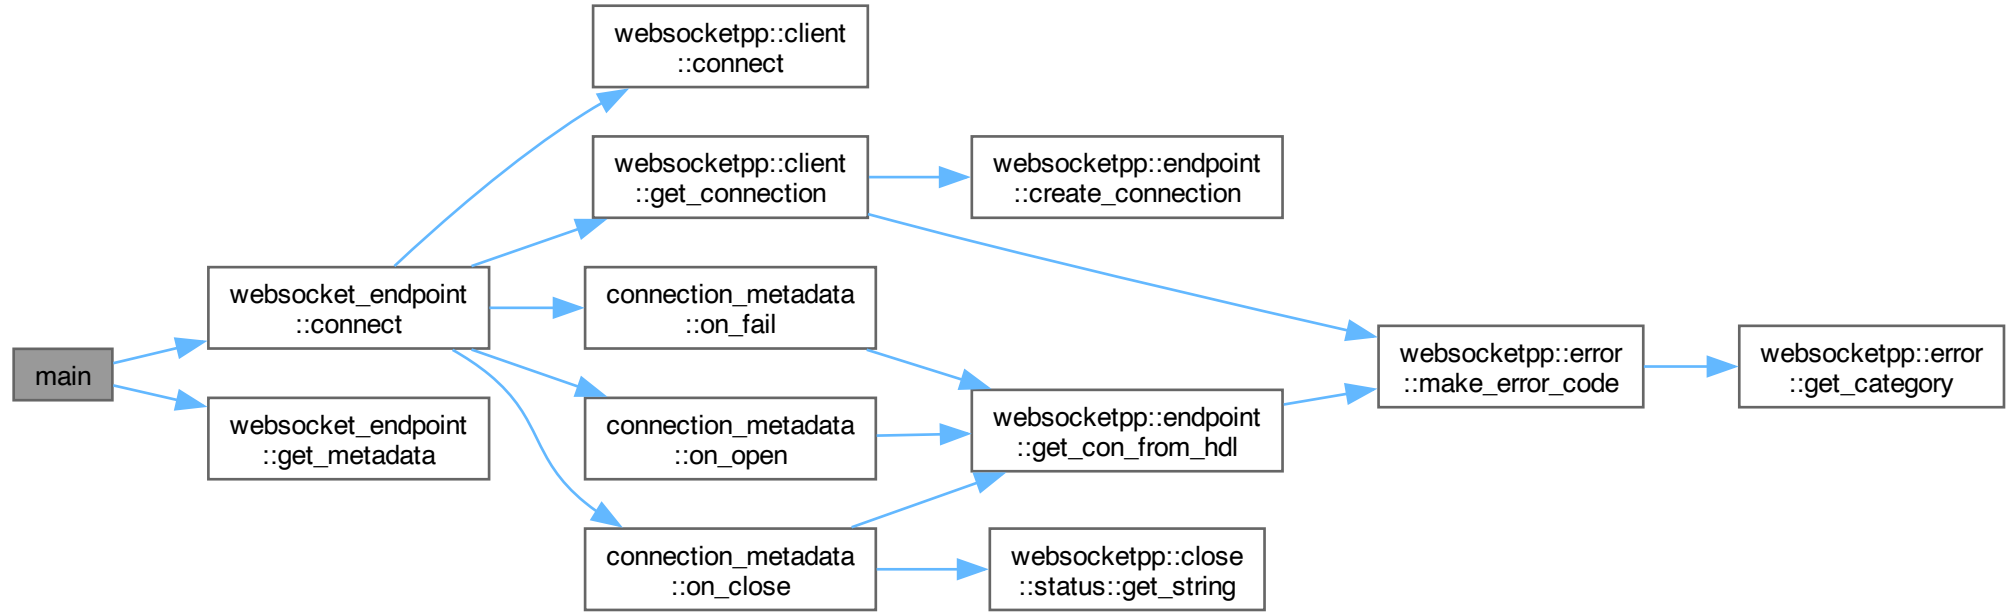 websocketpp::client
::connect
websocketpp::client
::get_connection
websocketpp::endpoint
::create_connection
websocket_endpoint
::connect
connection_metadata
::on_fail
main
websocketpp::error
::make_error_code
websocketpp::error
::get_category
websocket_endpoint
::get_metadata
connection_metadata
::on_open
websocketpp::endpoint
::get_con_from_hdl
connection_metadata
::on_close
websocketpp::close
::status::get_string